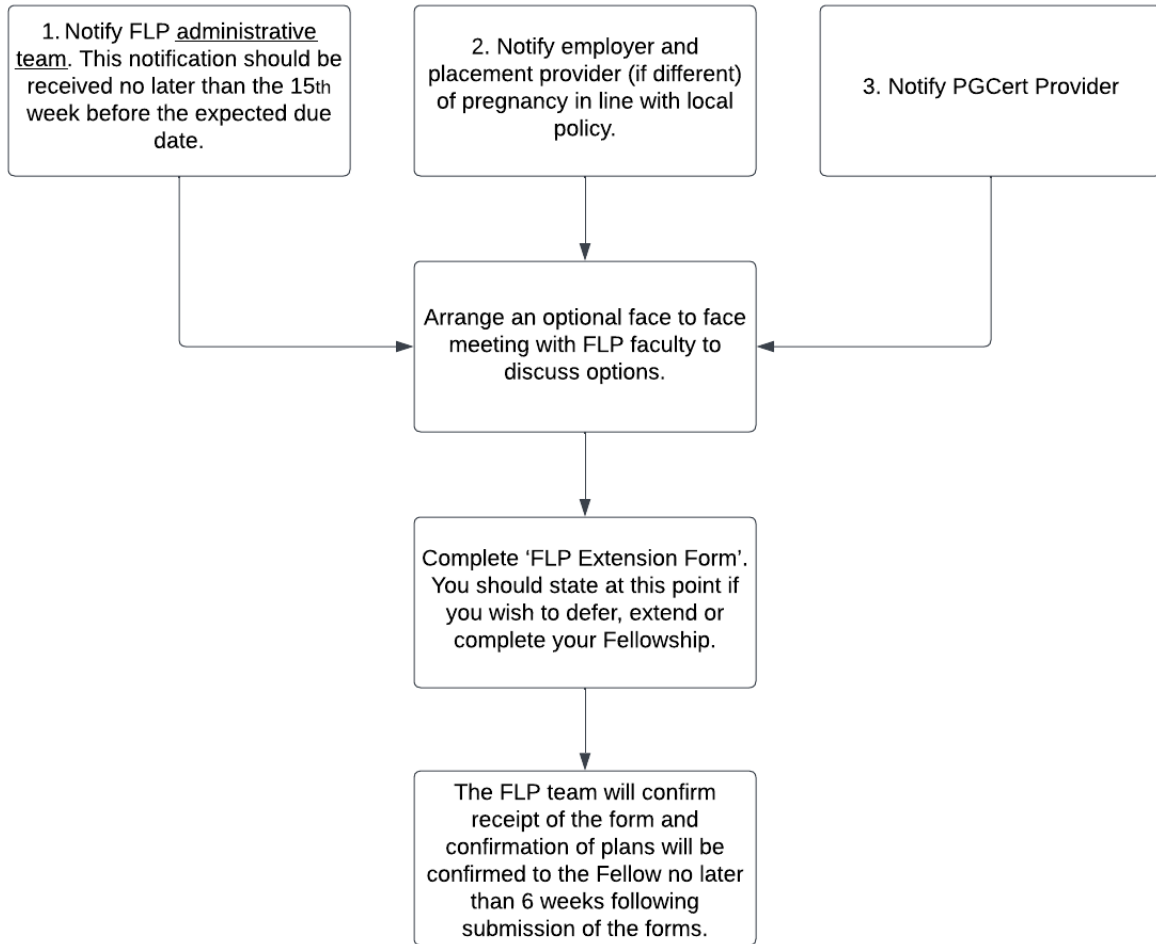 1. Notify FLP administrative
team. This notification should be
received no later than the 15th
week before the expected due
date.
2. Notify employer and
placement provider (if different)
of pregnancy in line with local
policy.
3. Notify PGCert Provider
Arrange an optional face to face
meeting with FLP faculty to
discuss options.
Complete ‘FLP Extension Form’.
You should state at this point if
you wish to defer, extend or
complete your Fellowship.
The FLP team will confirm
receipt of the form and
confirmation of plans will be
confirmed to the Fellow no later
than 6 weeks following
submission of the forms.